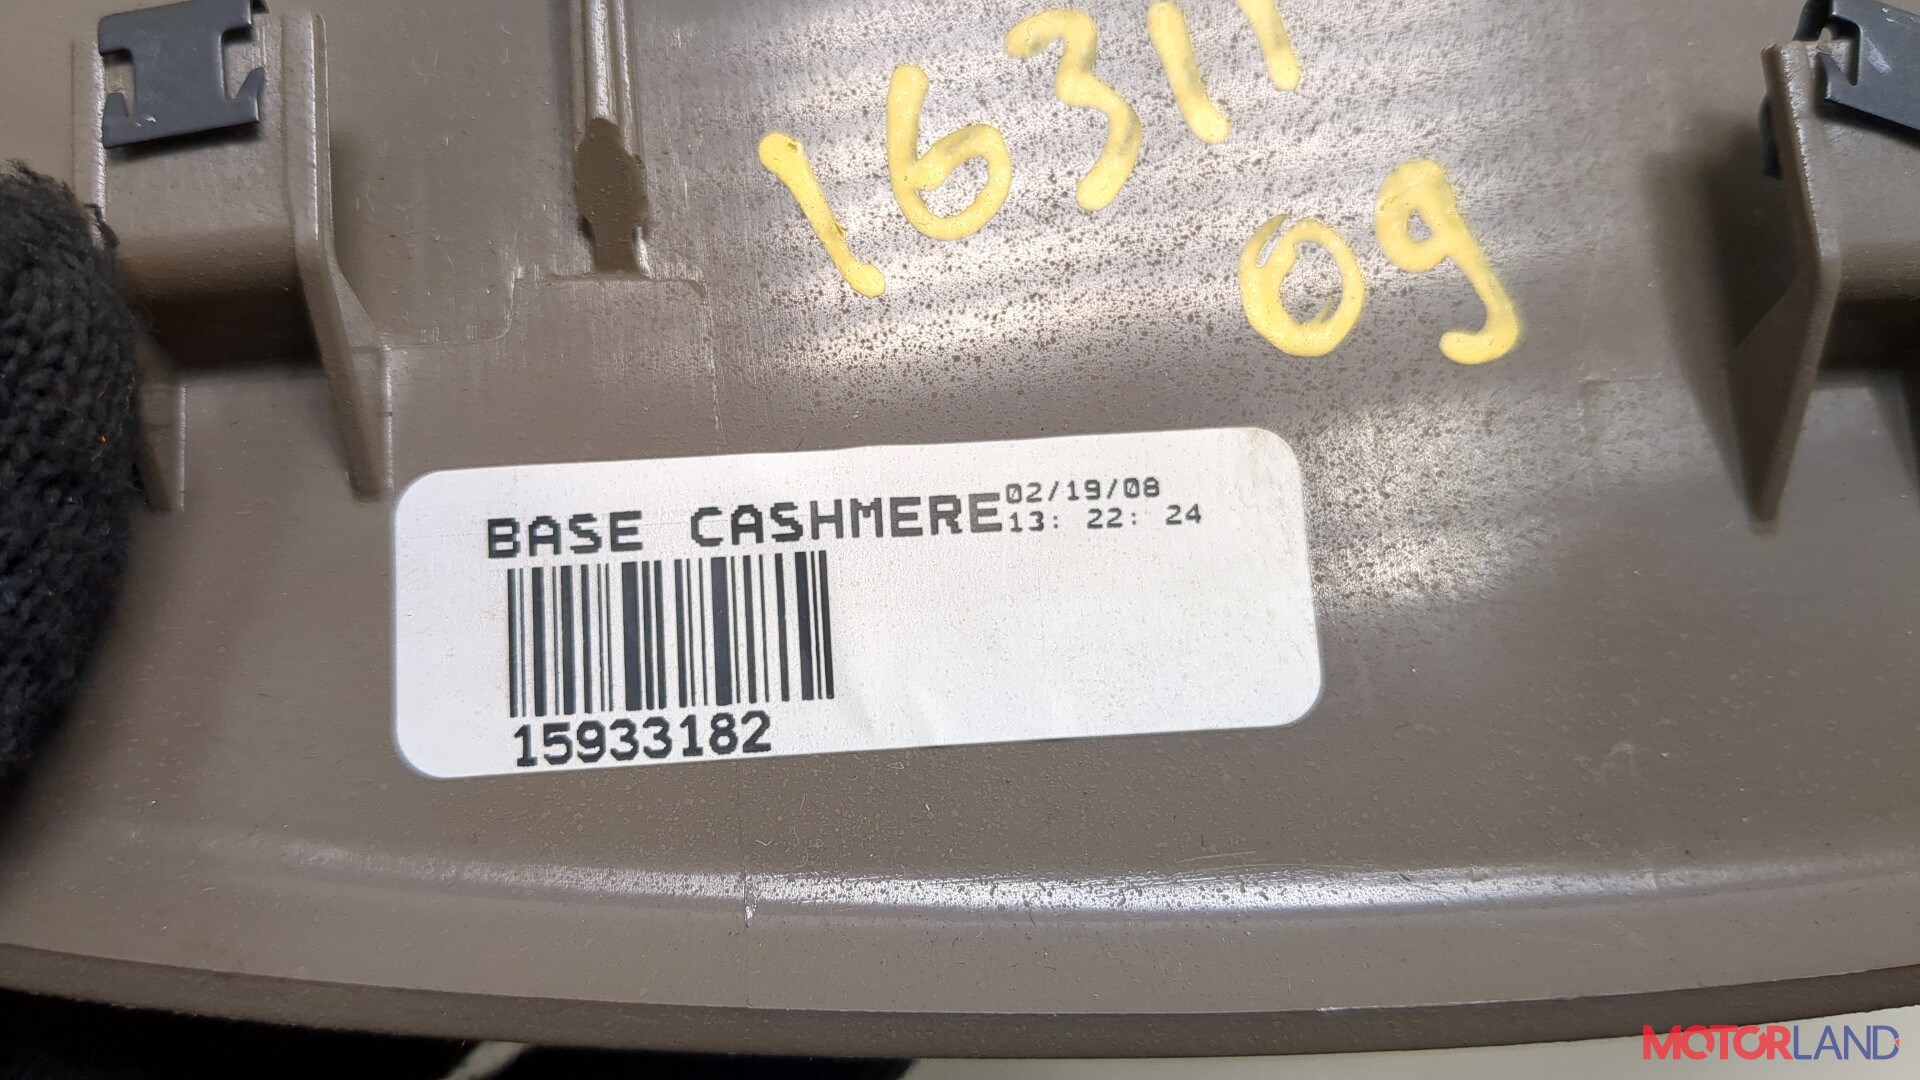 16311
09
BASE CASHMERE
02/19/08
13: 22: 24
15933182
MOTORLAND